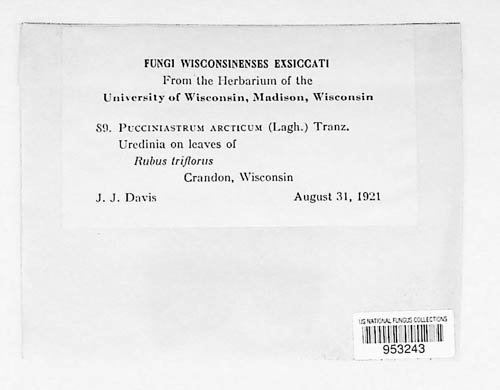 FUNGI WISCONSINENSES EXSICCATI
From the Herbarium of the
University of Wisconsin, Madison, Wisconsin
89. PUCCINIASTRUM ARCTICUM (Lagh.) Tranz.
Uredinia on leaves of
Rubus triflorus
Crandon, Wisconsin
J. J. Davis August 31, 1921
US NATIONAL FUNGUS COLLECTIONS
953243